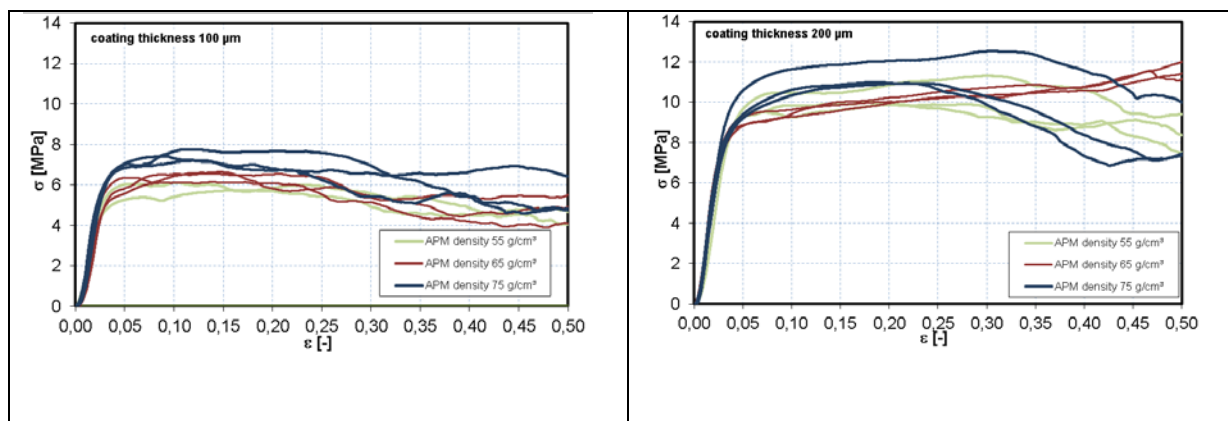 coating thickness 100 µm
14
12
10
8
6
4
2
0
σ [MPa]
APM density 55 g/cm³
APM density 65 g/cm³
APM density 75 g/cm³
0,00 0,05 0,10 0,15 0,20 0,25 0,30 0,35 0,40 0,45 0,50
ε [-]
coating thickness 200 µm
14
12
10
8
6
4
2
0
σ [MPa]
APM density 55 g/cm³
APM density 65 g/cm³
APM density 75 g/cm³
0,00 0,05 0,10 0,15 0,20 0,25 0,30 0,35 0,40 0,45 0,50
ε [-]